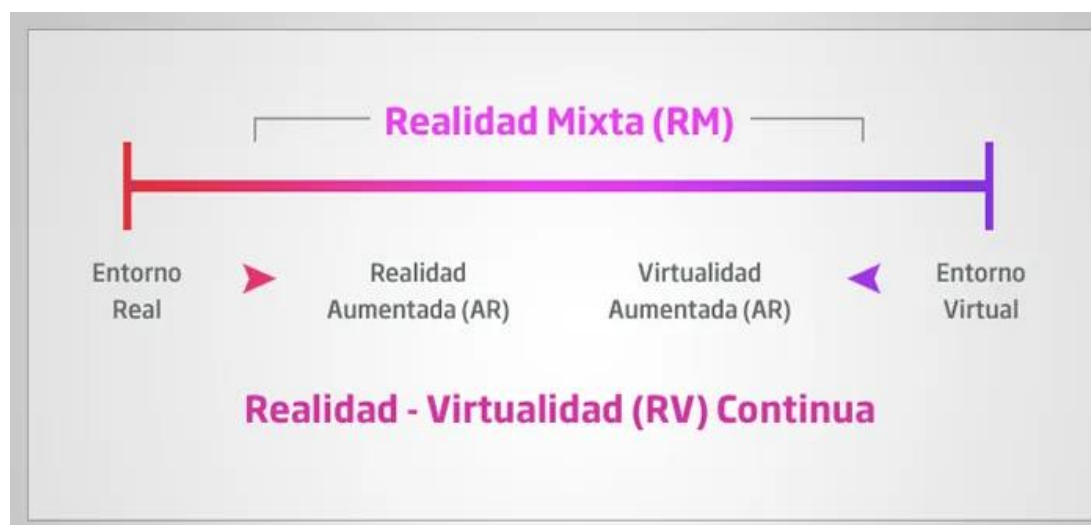 Realidad Mixta (RM)
Entorno
Real
Realidad
Aumentada (AR)
Virtualidad
Aumentada (AR)
Entorno
Virtual
Realidad - Virtualidad (RV) Continua